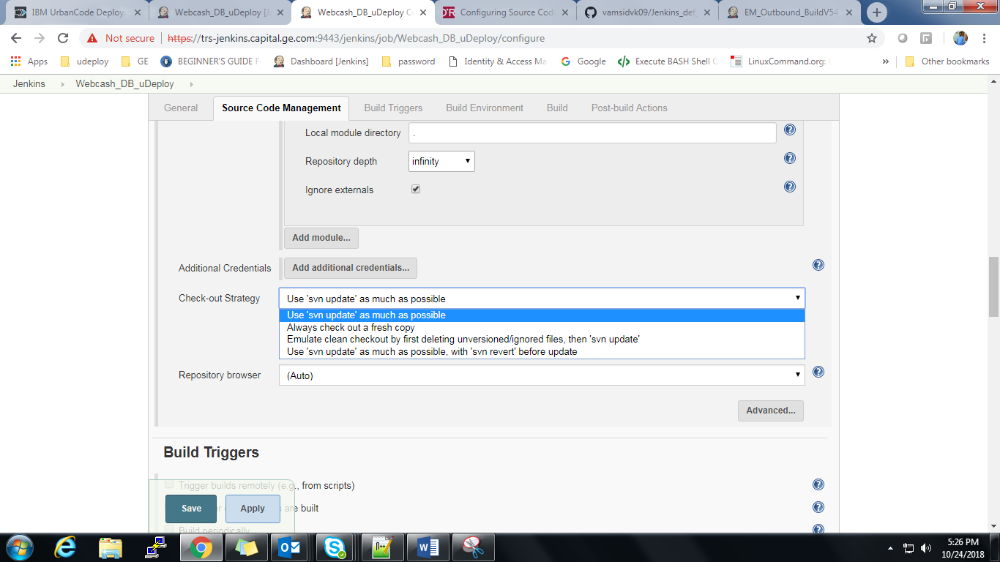 IBM UrbanCode Deploy:
Webcash_DB_uDeploy [J
Webcash_DB_uDeploy C
Configuring Source Cod
vamsidvk09/Jenkins_def
EM_Outbound_BuildV54
Not secure https://trs-jenkins.capital.ge.com:9443/jenkins/job/Webcash_DB_uDeploy/configure
Apps udeploy GE BEGINNER'S GUIDE F Dashboard [Jenkins] password Identity & Access Ma Google Execute BASH Shell C LinuxCommand.org: » Other bookmarks
Jenkins Webcash_DB_uDeploy
General Source Code Management Build Triggers Build Environment Build Post-build Actions
Local module directory .
Repository depth infinity
Ignore externals
Add module...
Additional Credentials Add additional credentials...
Check-out Strategy Use 'svn update' as much as possible
Use 'svn update' as much as possible
Always check out a fresh copy
Emulate clean checkout by first deleting unversioned/ignored files, then 'svn update'
Use 'svn update' as much as possible, with 'svn revert' before update
Repository browser (Auto)
Advanced...
Build Triggers
Trigger builds remotely (e.g., from scripts)
are built
Save Apply
Build periodically
5:26 PM
10/24/2018